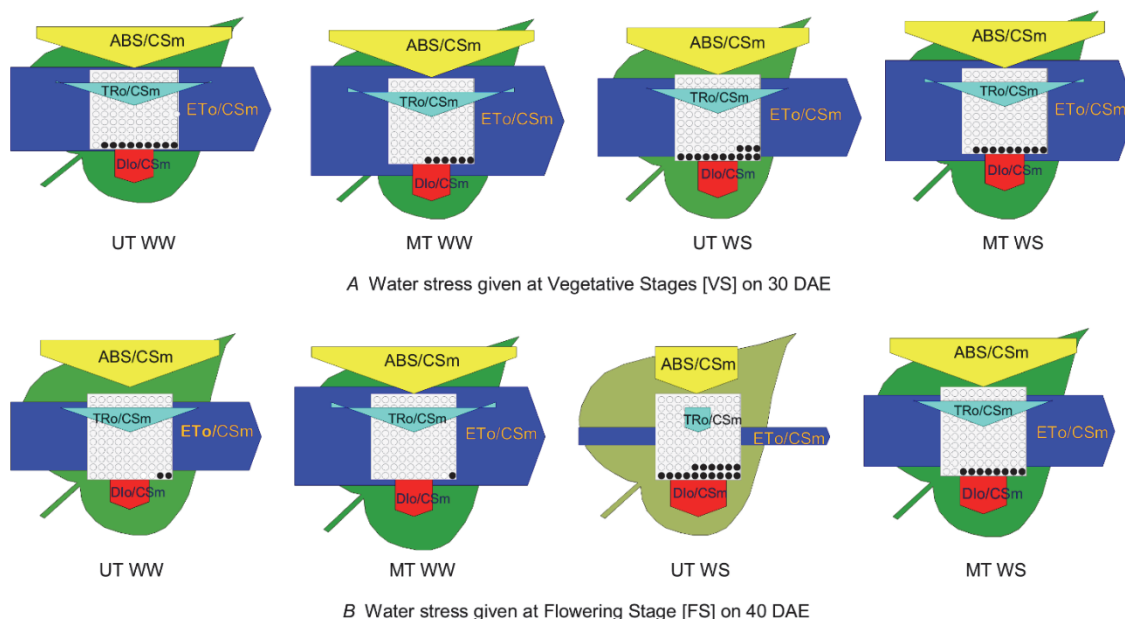 ABS/CSm ABS/CSm ABS/CSm ABS/CSm
TRo/CSm TRo/CSm TRo/CSm TRo/CSm
ETo/CSm ETo/CSm ETo/CSm ETo/CSm
DIo/CSm DIo/CSm DIo/CSm DIo/CSm
UT WW MT WW UT WS MT WS
A Water stress given at Vegetative Stages [VS] on 30 DAE
ABS/CSm ABS/CSm ABS/CSm ABS/CSm
TRo/CSm TRo/CSm TRo/CSm TRo/CSm
ETo/CSm ETo/CSm ETo/CSm ETo/CSm
DIo/CSm DIo/CSm DIo/CSm DIo/CSm
UT WW MT WW UT WS MT WS
B Water stress given at Flowering Stage [FS] on 40 DAE